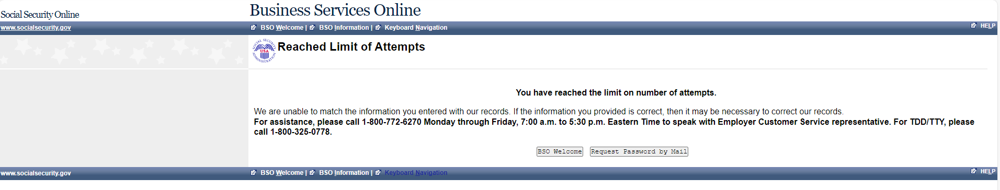 Social Security Online
Business Services Online
www.socialsecurity.gov
BSO Welcome | BSO Information | Keyboard Navigation
HELP
SOCIAL SECURITY ADMINISTRATION
USA
Reached Limit of Attempts
You have reached the limit on number of attempts.
We are unable to match the information you entered with our records. If the information you provided is correct, then it may be necessary to correct our records.
For assistance, please call 1-800-772-6270 Monday through Friday, 7:00 a.m. to 5:30 p.m. Eastern Time to speak with Employer Customer Service representative. For TDD/TTY, please
call 1-800-325-0778.
BSO Welcome Request Password by Mail
www.socialsecurity.gov
BSO Welcome | BSO Information | Keyboard Navigation
HELP